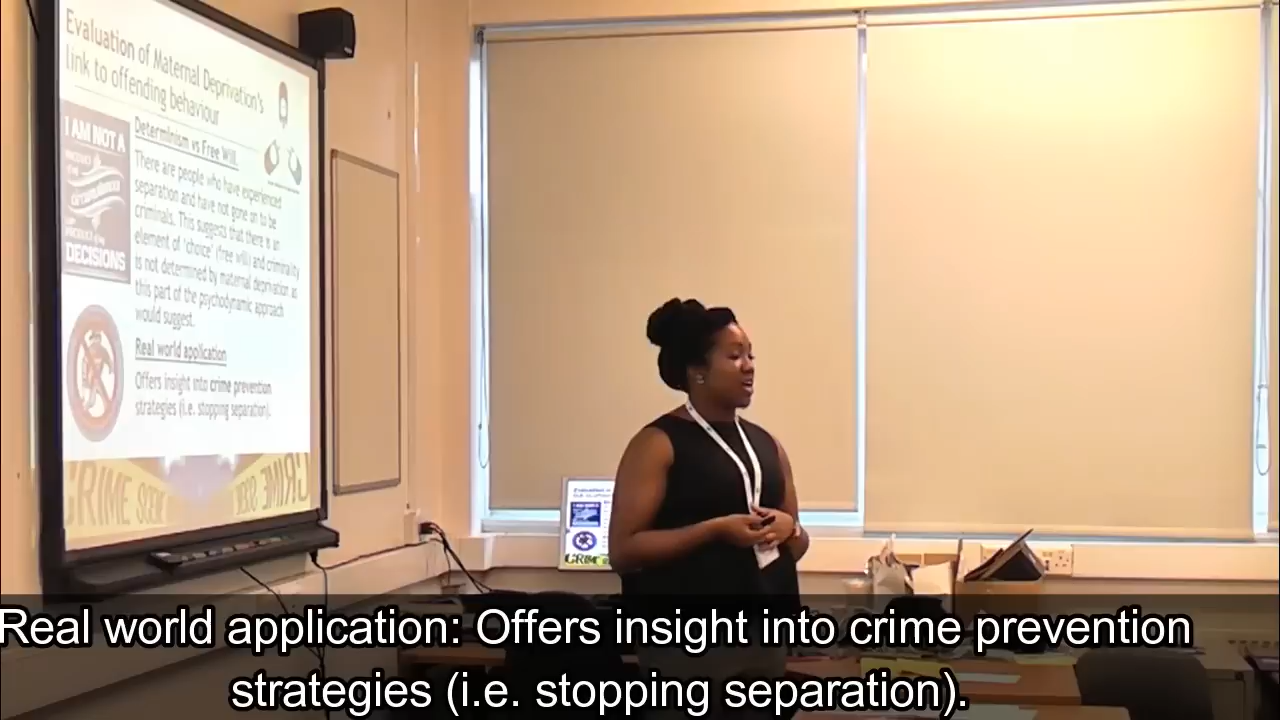 Evaluation of Maternal Deprivation's
link to offending behaviour
I AM NOT A
PRODUCT
DECISIONS
Determinism vs Free Will.
There are people who have experienced
separation and have not gone on to be
criminals. This suggests that there is an
element of 'choice' (free will) and criminality
is not determined by maternal deprivation as
this part of the psychodynamic approach
would suggest.
Real world application
Offers insight into crime prevention
strategies (i.e. stopping separation).
CRIME SCEN
CRIME
Real world application: Offers insight into crime prevention
strategies (i.e. stopping separation).